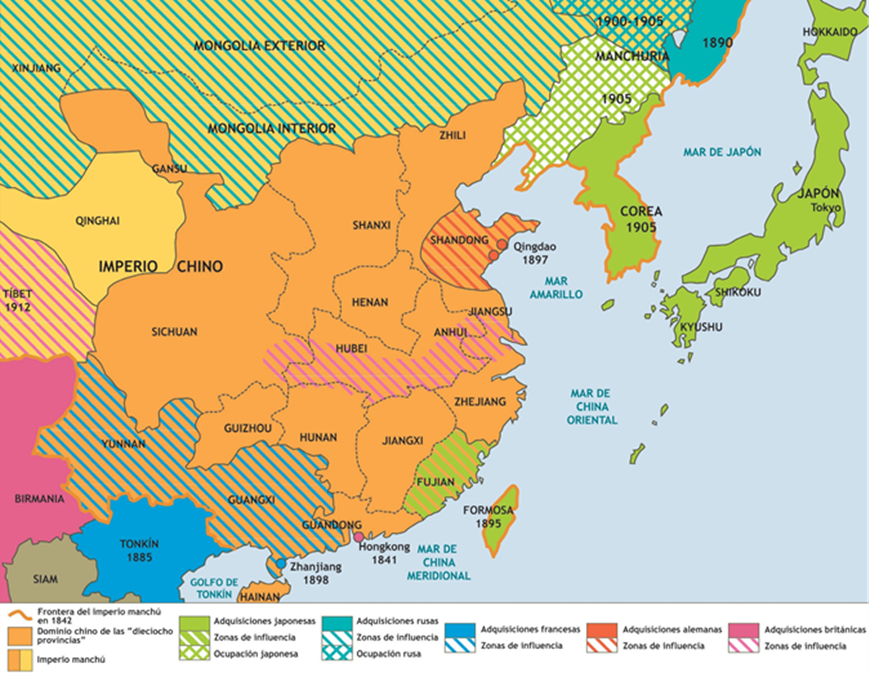 1900-1905
HOKKAIDO
MONGOLIA EXTERIOR
1890
MANCHURIA
XINJIANG
1905
MONGOLIA INTERIOR
ZHILI
MAR DE JAPÓN
GANSU
JAPÓN
Tokyo
QINGHAI
SHANXI
COREA
1905
SHANDONG
Qingdao
1897
IMPERIO CHINO
MAR
AMARILLO
TÍBET
1912
SHIKOKU
HENAN
JIANGSU
SICHUAN
ANHUI
KYUSHU
HUBEI
ZHEJIANG
MAR DE
CHINA
ORIENTAL
GUIZHOU
HUNAN
JIANGXI
YUNNAN
FUJIAN
BIRMANIA
GUANGXI
FORMOSA
1895
GUANDONG
TONKÍN
1885
Hongkong
1841
MAR DE
CHINA
MERIDIONAL
Zhanjiang
1898
SIAM
GOLFO DE
TONKÍN
HAINAN
Frontera del imperio manchú
en 1842
Dominio chino de las "dieciocho
provincias"
Imperio manchú
Adquisiciones japonesas
Zonas de influencia
Ocupación japonesa
Adquisiciones rusas
Zonas de influencia
Ocupación rusa
Adquisiciones francesas
Zonas de influencia
Adquisiciones alemanas
Zonas de influencia
Adquisiciones británicas
Zonas de influencia